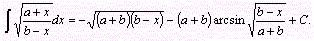 ∫ √((a+x)/(b−x)) dx = −√((a+b)(b−x)) − (a+b) arcsin √((b−x)/(a+b)) + C.